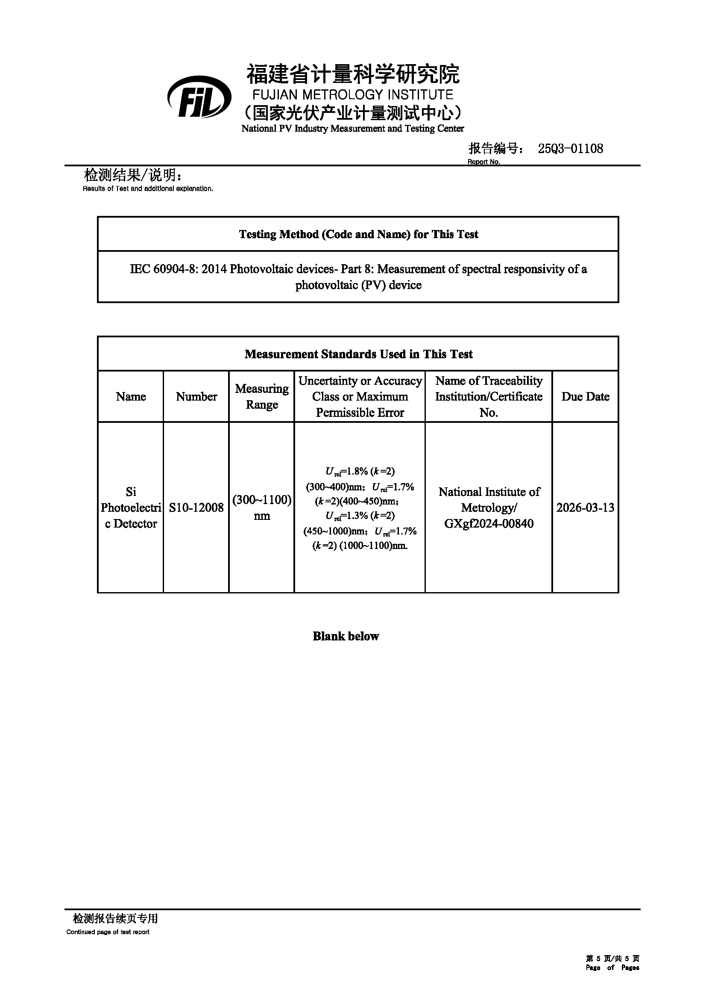 FIL
福建省计量科学研究院
FUJIAN METROLOGY INSTITUTE
（国家光伏产业计量测试中心）
National PV Industry Measurement and Testing Center
报告编号： 25Q3-01108
Report No.
检测结果/说明：
Results of Test and additional explanation.
Testing Method (Code and Name) for This Test
IEC 60904-8: 2014 Photovoltaic devices- Part 8: Measurement of spectral responsivity of a
photovoltaic (PV) device
Measurement Standards Used in This Test
Name
Number
Measuring
Range
Uncertainty or Accuracy
Class or Maximum
Permissible Error
Name of Traceability
Institution/Certificate
No.
Due Date
Si
Photoelectri
c Detector
S10-12008
(300~1100)
nm
U rel=1.8% (k=2)
(300~400)nm；U rel=1.7%
(k=2)(400~450)nm；
U rel=1.3% (k=2)
(450~1000)nm；U rel=1.7%
(k=2) (1000~1100)nm.
National Institute of
Metrology/
GXgf2024-00840
2026-03-13
Blank below
检测报告续页专用
Continued page of test report
第 5 页/共 5 页
Page of Pages